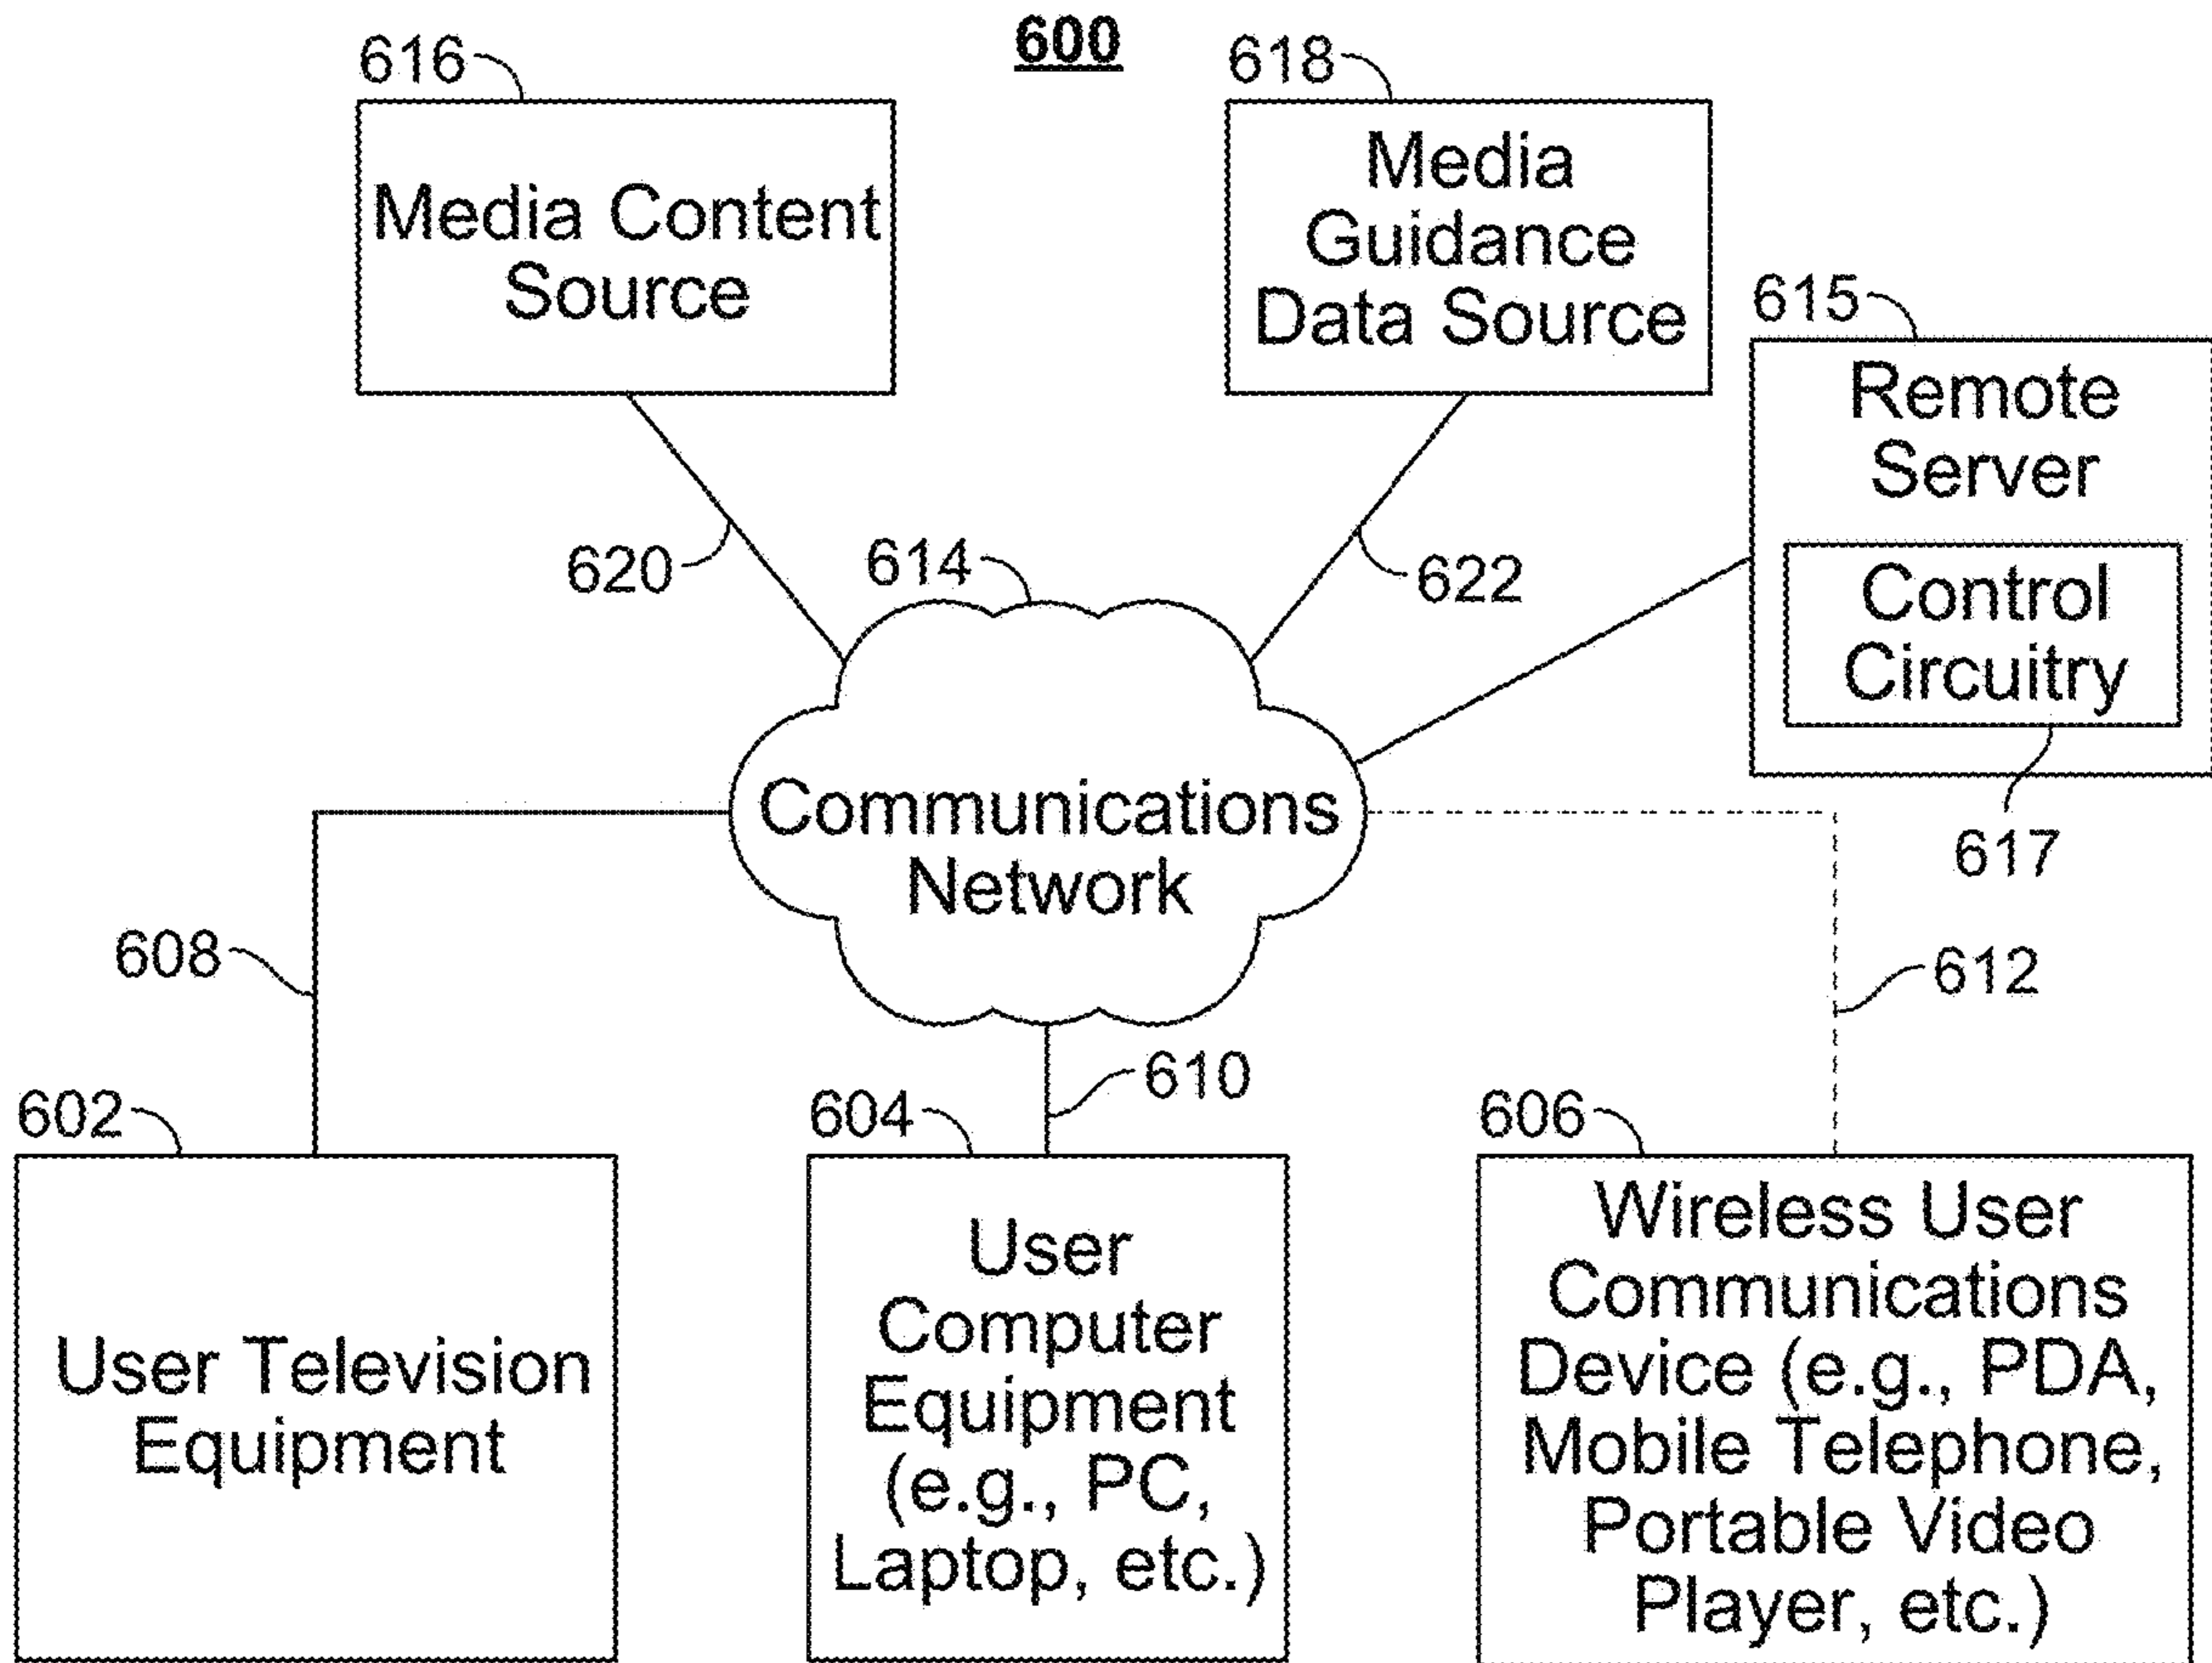 600
616
618
Media Content
Source
Media
Guidance
Data Source
615
Remote
Server
Control
Circuitry
617
620
614
622
Communications
Network
608
612
610
602
604
606
User Television
Equipment
User
Computer
Equipment
(e.g., PC,
Laptop, etc.)
Wireless User
Communications
Device (e.g., PDA,
Mobile Telephone,
Portable Video
Player, etc.)